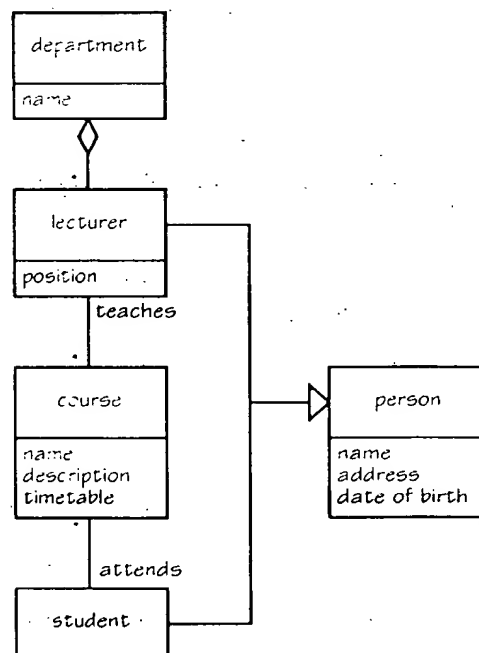 department
name
lecturer
position
teaches
course
name
description
timetable
person
name
address
date of birth
attends
student